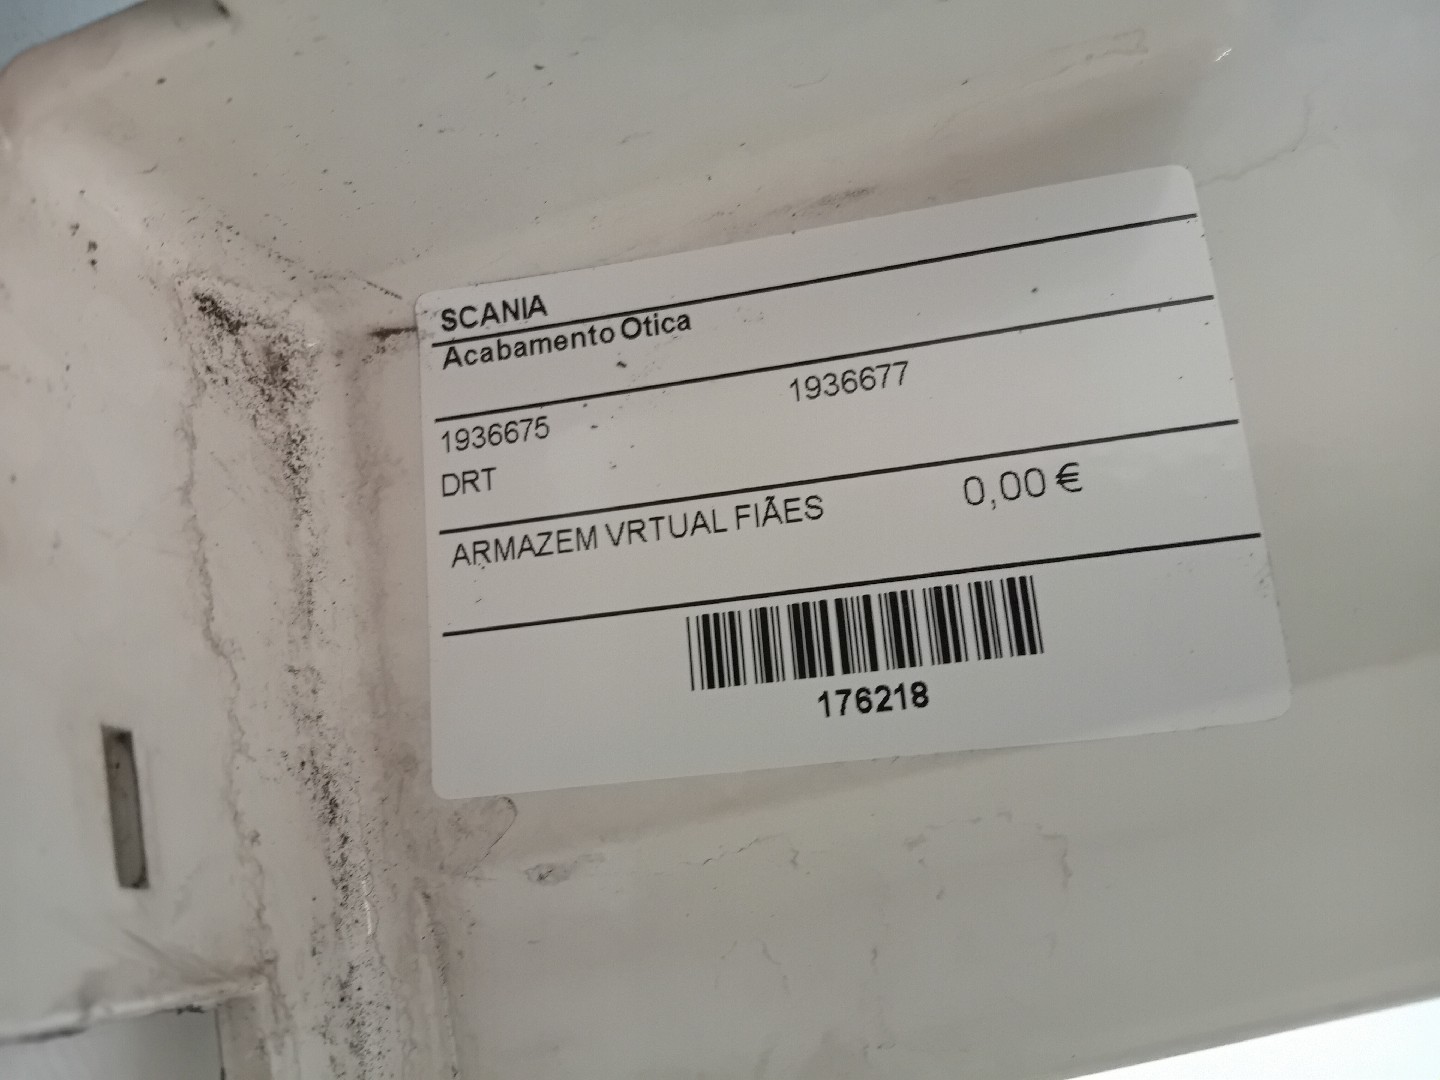 SCANIA
Acabamento Otica
1936675 1936677
DRT
ARMAZEM VRTUAL FIÃES 0,00 €
176218